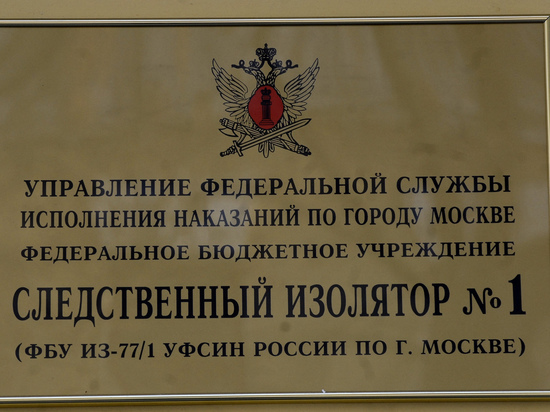 УПРАВЛЕНИЕ ФЕДЕРАЛЬНОЙ СЛУЖБЫ
ИСПОЛНЕНИЯ НАКАЗАНИЙ ПО ГОРОДУ МОСКВЕ
ФЕДЕРАЛЬНОЕ БЮДЖЕТНОЕ УЧРЕЖДЕНИЕ
СЛЕДСТВЕННЫЙ ИЗОЛЯТОР №1
(ФБУ ИЗ-77/1 УФСИН РОССИИ ПО Г. МОСКВЕ)